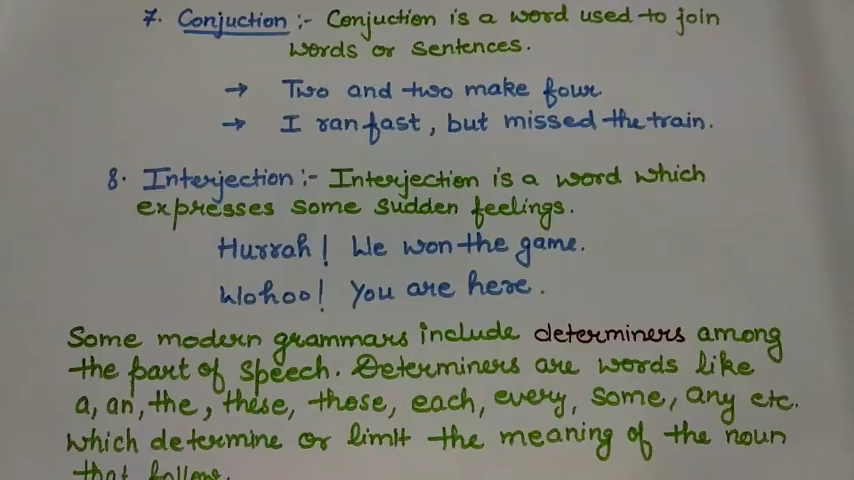 7. Conjuction :- Conjuction is a word used to join
words or sentences.
→ Two and two make four.
→ I ran fast, but missed the train.
8. Interjection :- Interjection is a word which
expresses some sudden feelings.
Hurrah! We won the game.
Wohoo! You are here.
Some modern grammars include determiners among
the part of speech. Determiners are words like
a, an, the, these, those, each, every, some, any etc.
which determine or limit the meaning of the noun
that follow.